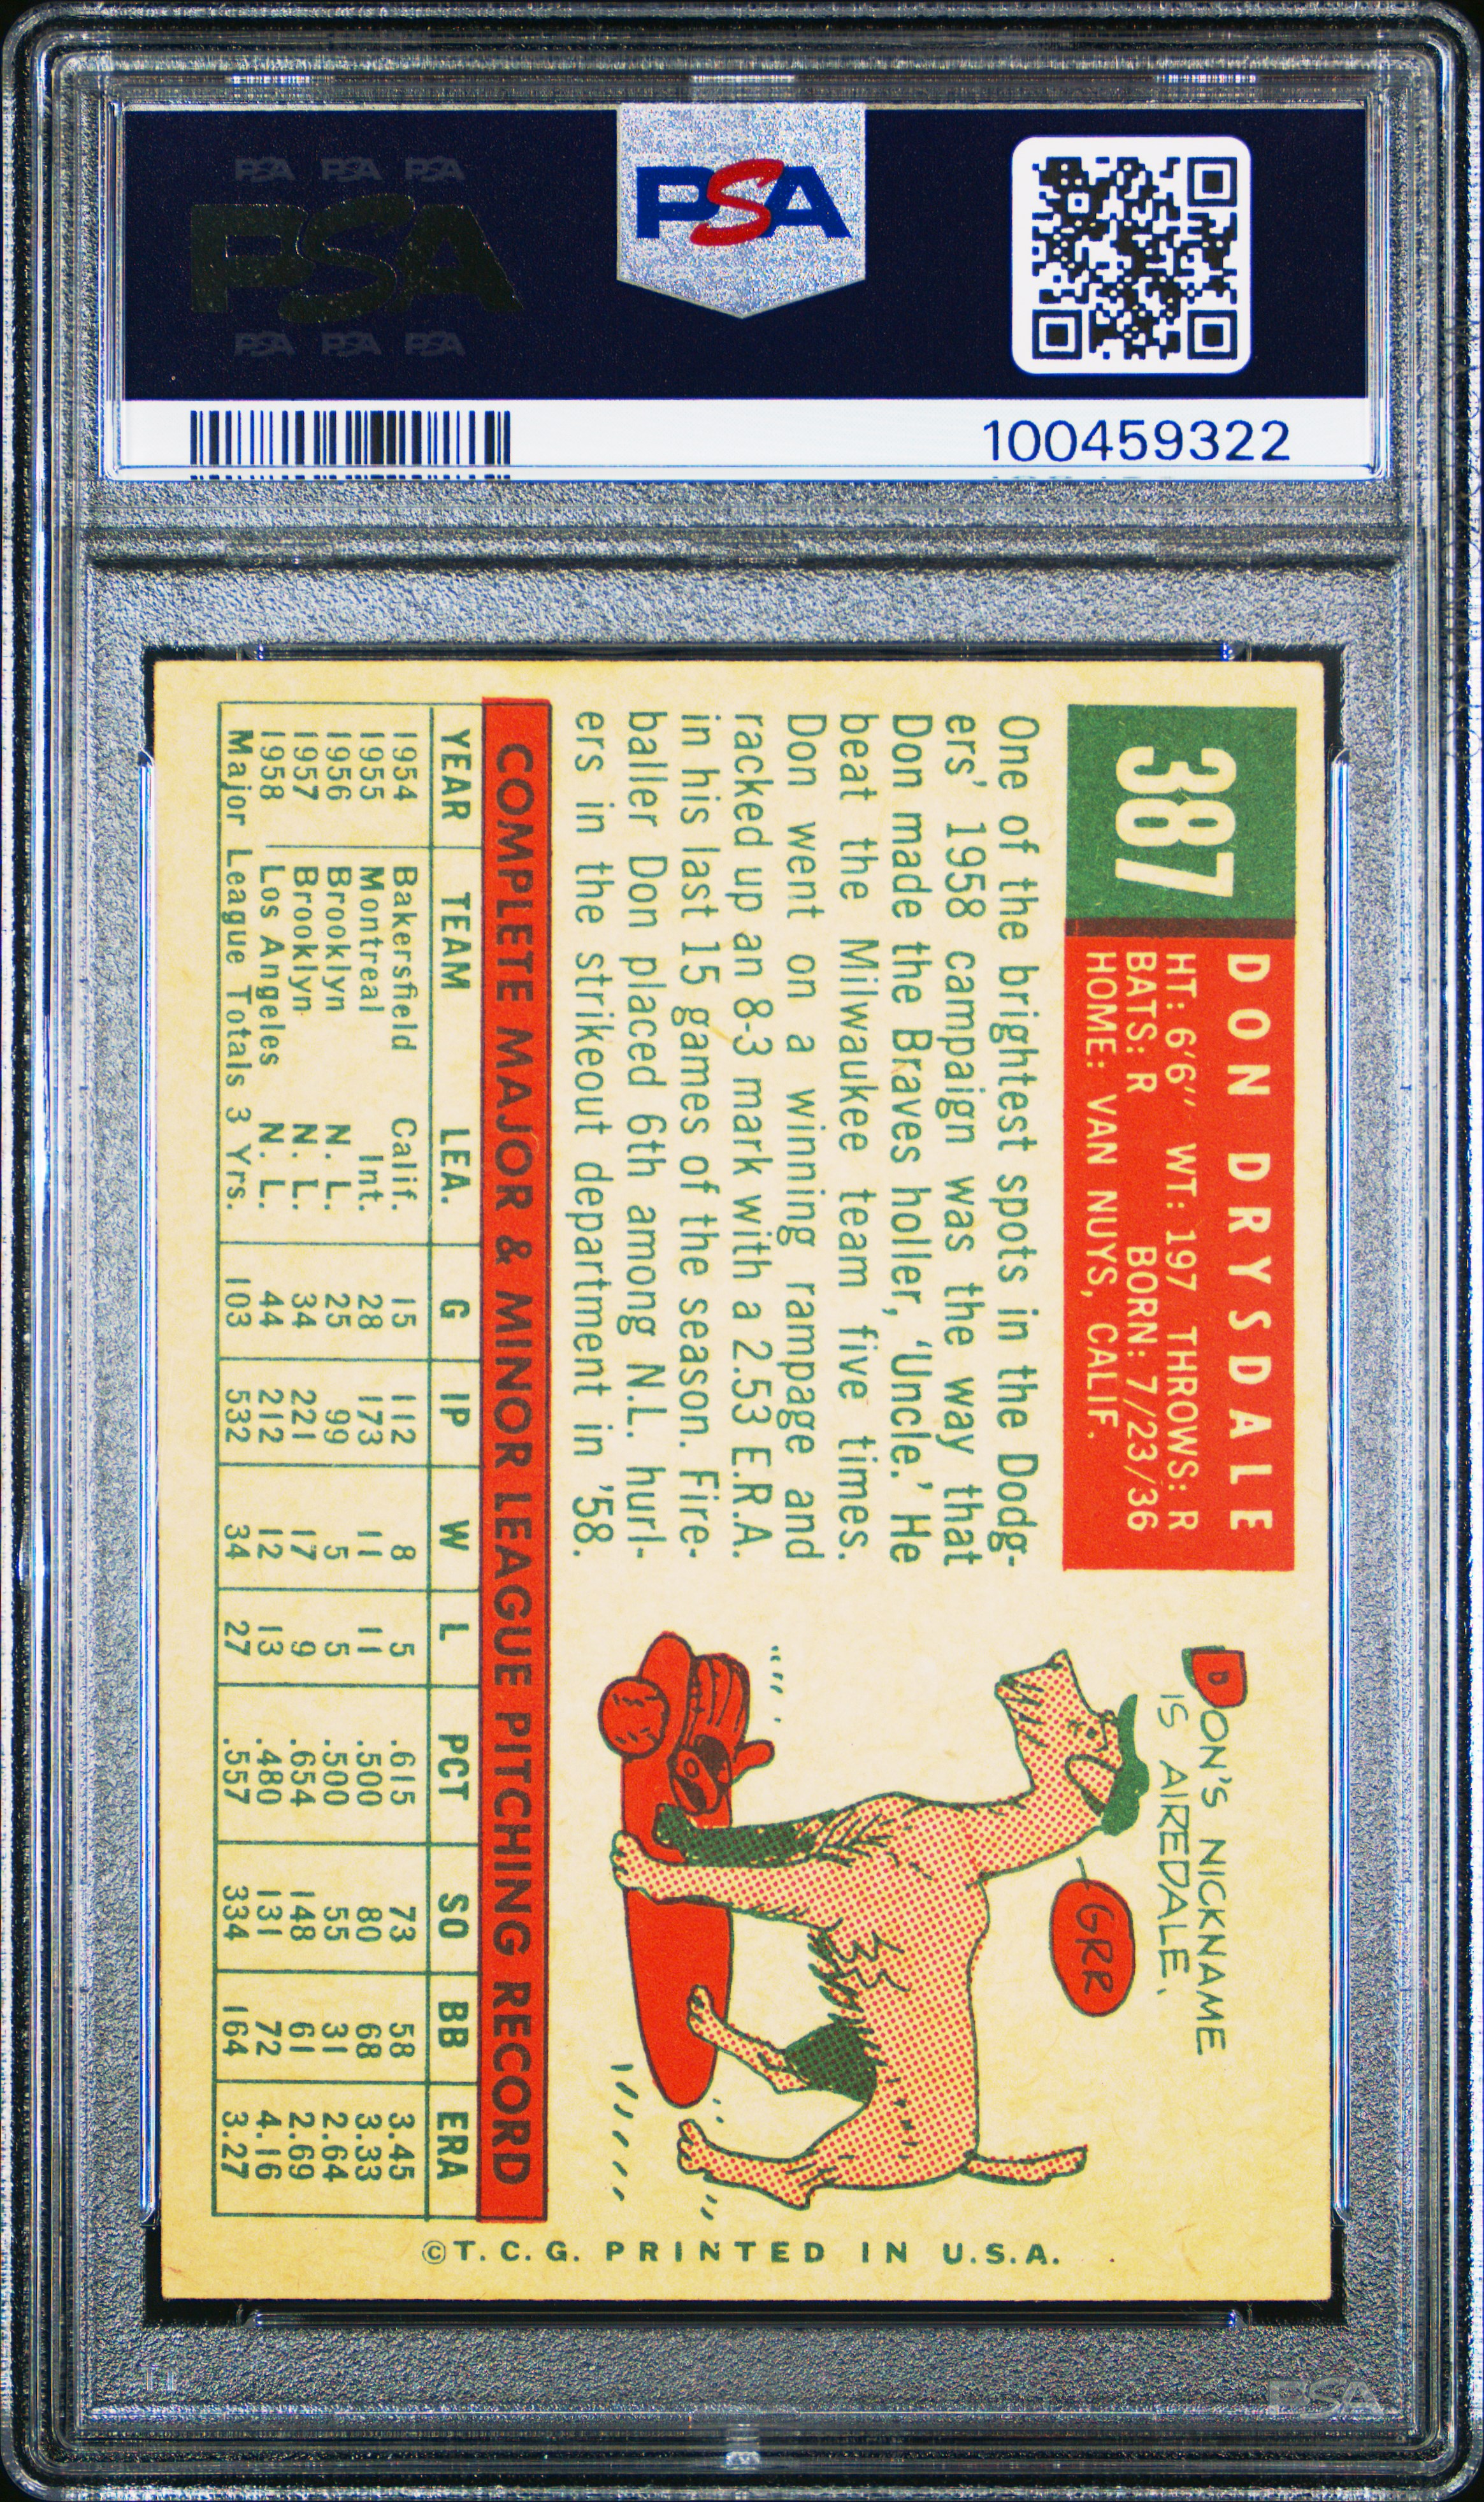 PSA PSA PSA
PSA
PSA PSA PSA
PSA
100459322
387
DON DRYSDALE
HT: 6'6" WT: 197 THROWS: R
BATS: R BORN: 7/23/36
HOME: VAN NUYS, CALIF.
One of the brightest spots in the Dodg-
ers' 1958 campaign was the way that
Don made the Braves holler, 'Uncle.' He
beat the Milwaukee team five times.
Don went on a winning rampage and
racked up an 8-3 mark with a 2.53 E.R.A.
in his last 15 games of the season. Fire-
baller Don placed 6th among N.L. hurl-
ers in the strikeout department in '58.
DON'S NICKNAME
IS AIREDALE.
GRR
COMPLETE MAJOR & MINOR LEAGUE PITCHING RECORD
YEAR TEAM LEA. G IP W L PCT SO BB ERA
1954 Bakersfield Calif. 15 112 8 5 .615 73 58 3.45
1955 Montreal Int. 28 173 11 11 .500 80 68 3.33
1956 Brooklyn N. L. 25 99 5 5 .500 55 31 2.64
1957 Brooklyn N. L. 34 221 17 9 .654 148 61 2.69
1958 Los Angeles N. L. 44 212 12 13 .480 131 72 4.16
Major League Totals 3 Yrs. 103 532 34 27 .557 334 164 3.27
©T. C. G. PRINTED IN U.S.A.
PSA